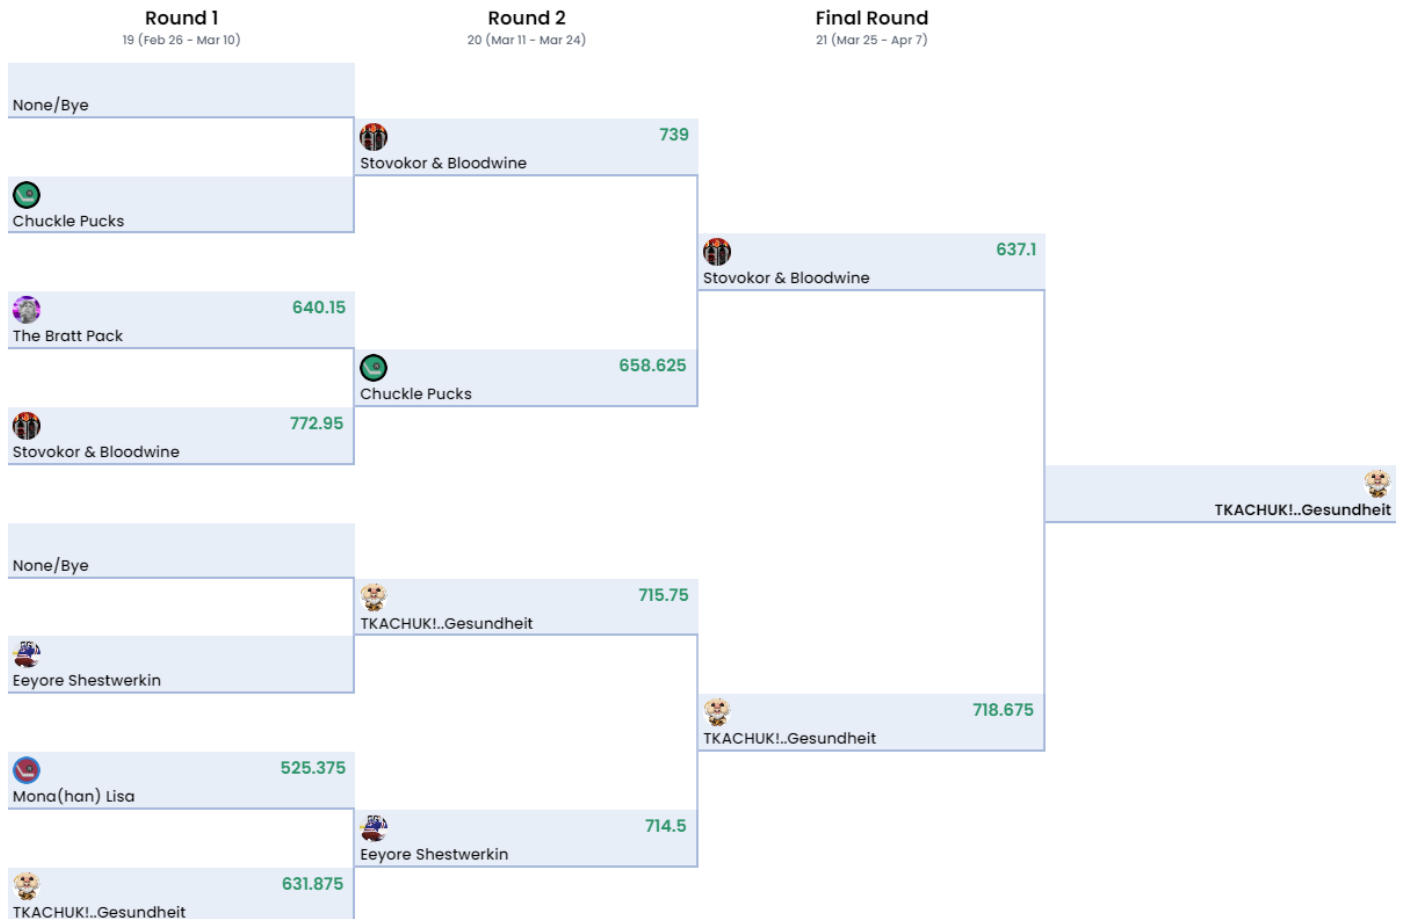 Round 1
19 (Feb 26 - Mar 10)
Round 2
20 (Mar 11 - Mar 24)
Final Round
21 (Mar 25 - Apr 7)
None/Bye
Chuckle Pucks
640.15
The Bratt Pack
772.95
Stovokor & Bloodwine
None/Bye
Eeyore Shestwerkin
525.375
Mona(han) Lisa
631.875
TKACHUK!..Gesundheit
739
Stovokor & Bloodwine
658.625
Chuckle Pucks
715.75
TKACHUK!..Gesundheit
714.5
Eeyore Shestwerkin
637.1
Stovokor & Bloodwine
718.675
TKACHUK!..Gesundheit
TKACHUK!..Gesundheit